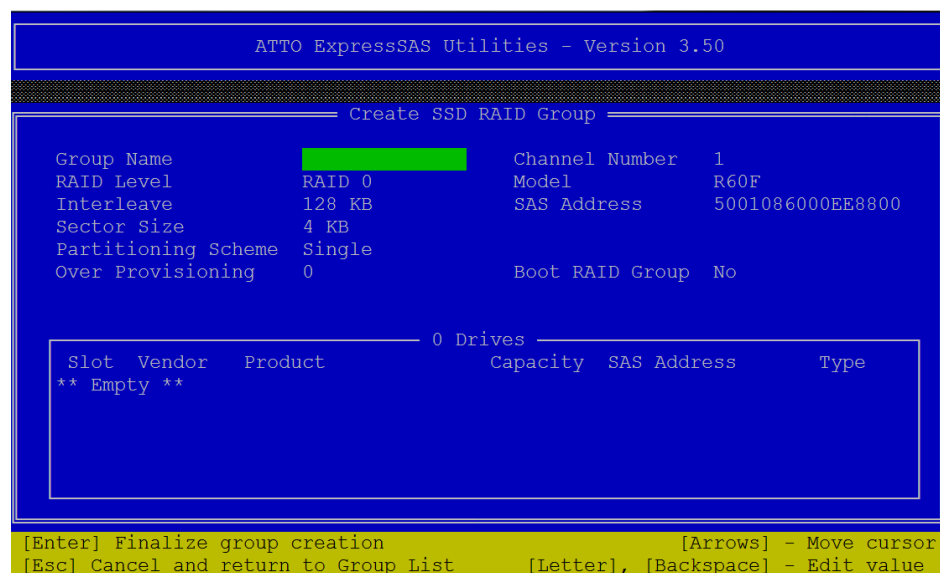 ATTO ExpressSAS Utilities - Version 3.50
Create SSD RAID Group
Group Name Channel Number 1
RAID Level RAID 0 Model R60F
Interleave 128 KB SAS Address 5001086000EE8800
Sector Size 4 KB
Partitioning Scheme Single
Over Provisioning 0 Boot RAID Group No
0 Drives
Slot Vendor Product Capacity SAS Address Type
** Empty **
[Enter] Finalize group creation [Arrows] - Move cursor
[Esc] Cancel and return to Group List [Letter], [Backspace] - Edit value